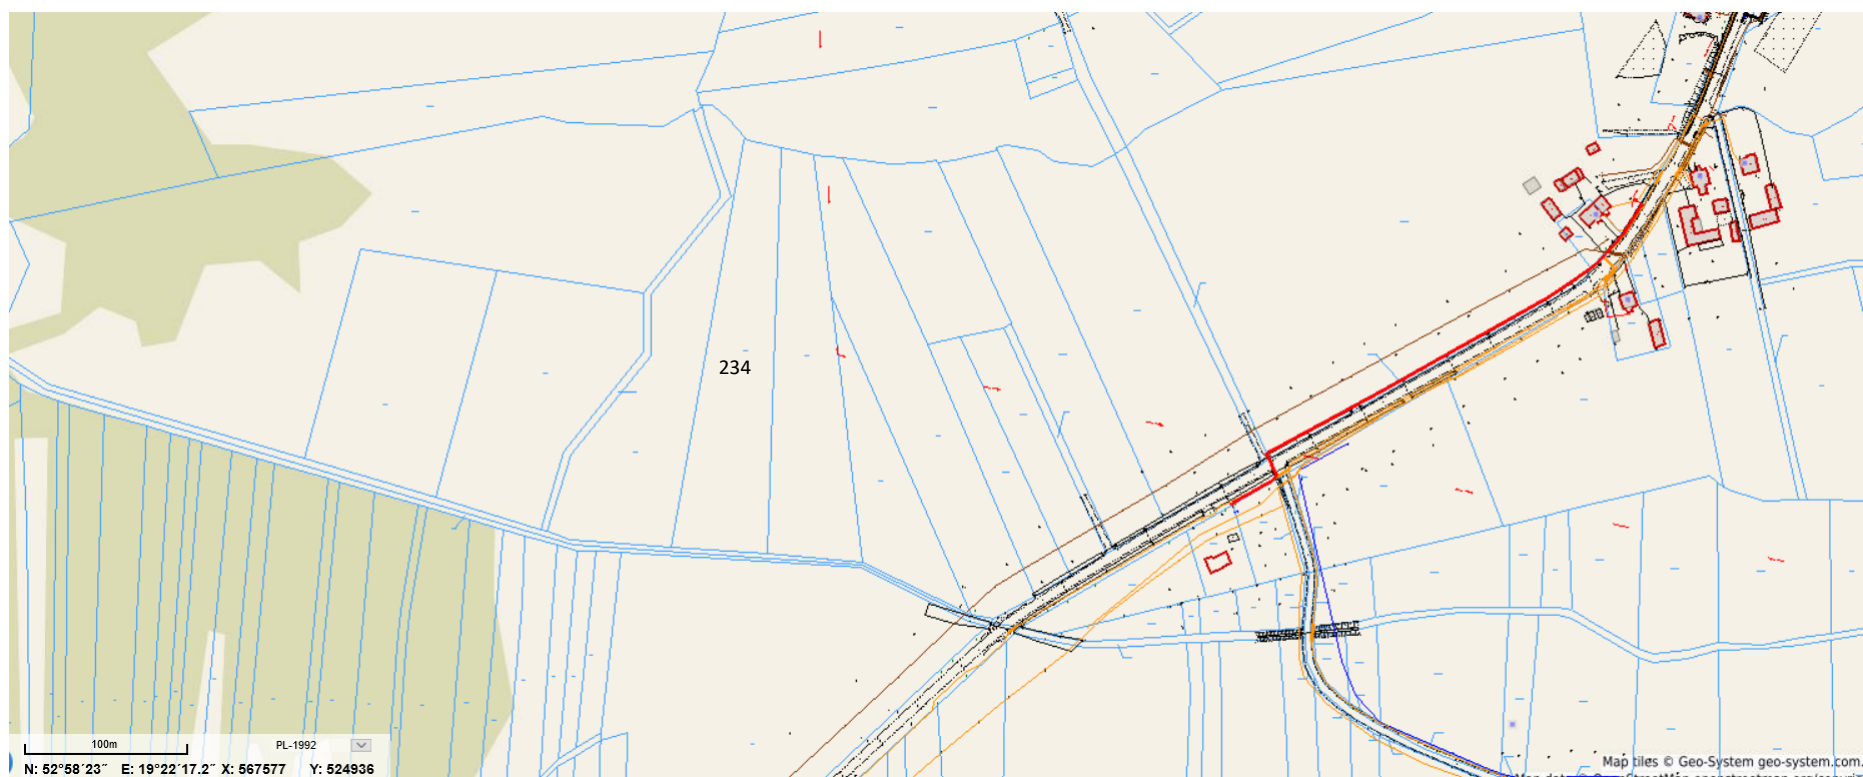 234
100m
PL-1992
N: 52°58´23˝ E: 19°22´17.2˝ X: 567577 Y: 524936
Map tiles © Geo-System geo-system.com.